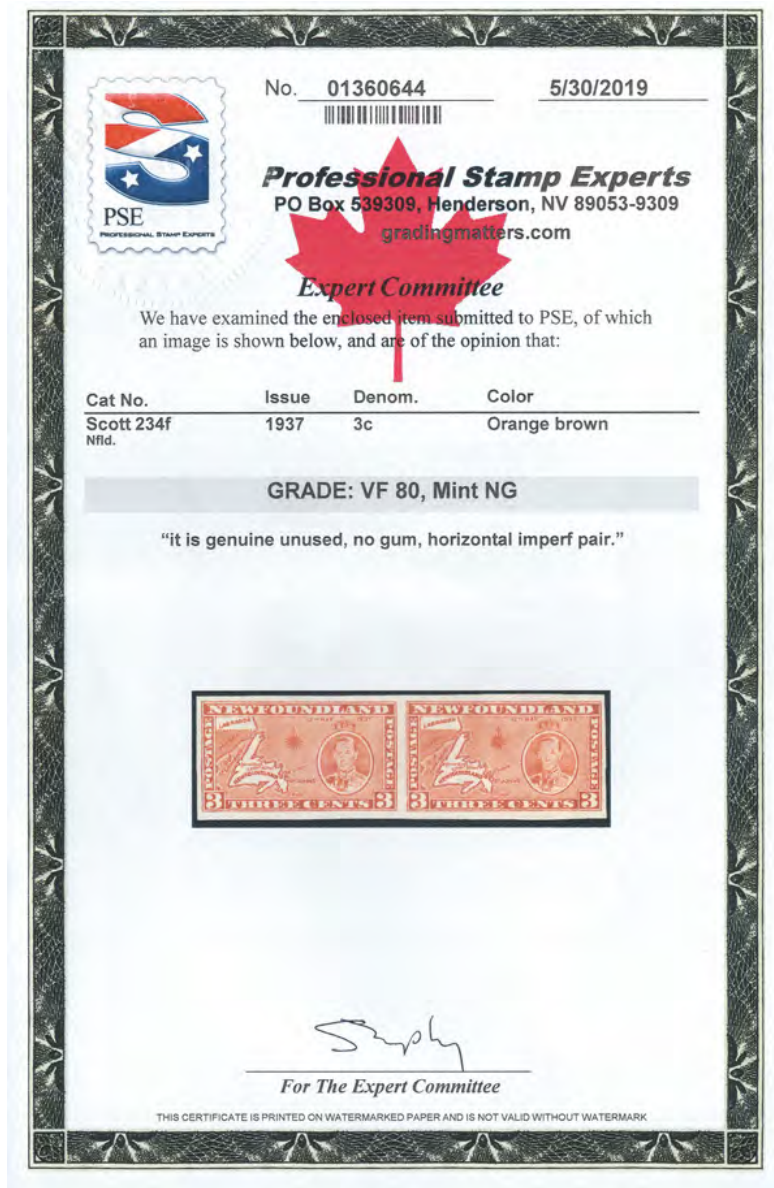 No. 01360644 5/30/2019
PSE
PROFESSIONAL STAMP EXPERTS
Professional Stamp Experts
PO Box 539309, Henderson, NV 89053-9309
gradingmatters.com
Expert Committee
We have examined the enclosed item submitted to PSE, of which
an image is shown below, and are of the opinion that:
Cat No. Issue Denom. Color
Scott 234f 1937 3c Orange brown
Nfld.
GRADE: VF 80, Mint NG
“it is genuine unused, no gum, horizontal imperf pair.”
NEWFOUNDLAND NEWFOUNDLAND
LABRADOR LABRADOR
POSTAGE POSTAGE POSTAGE POSTAGE
3 THREE CENTS 3 3 THREE CENTS 3
For The Expert Committee
THIS CERTIFICATE IS PRINTED ON WATERMARKED PAPER AND IS NOT VALID WITHOUT WATERMARK